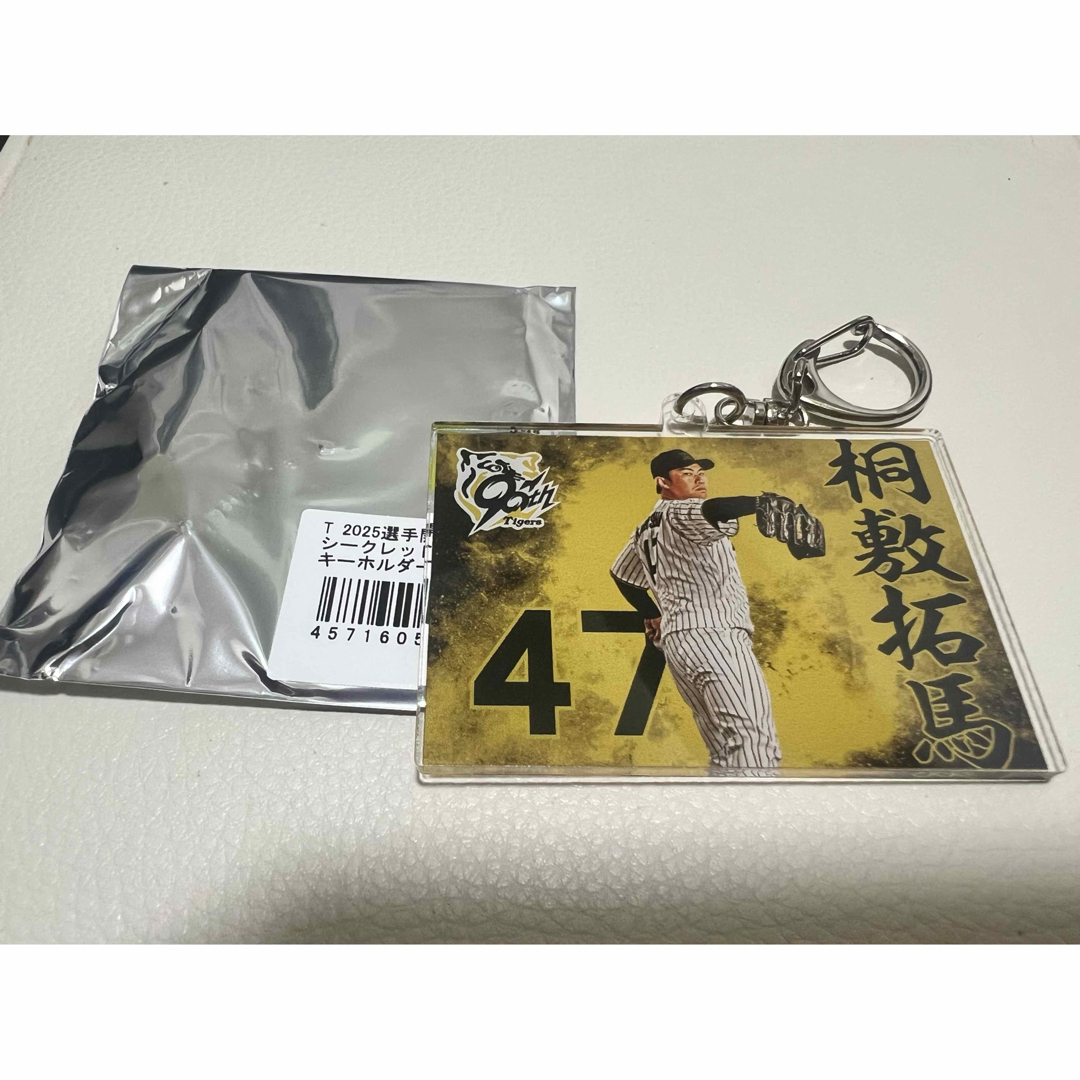 T 2025選手
シークレッ
キーホルダー
4571605
90th
Tigers
47
桐敷拓馬